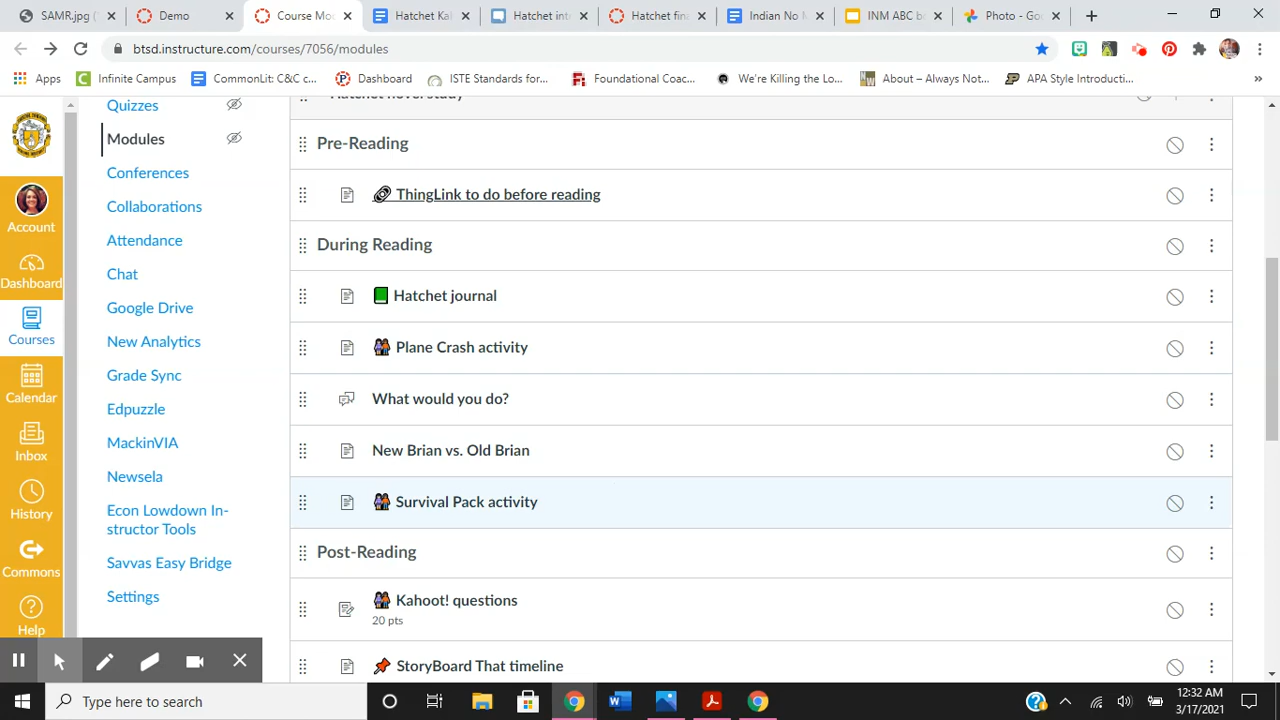 SAMR.jpg (
Demo
Course Mo
Hatchet Ka
Hatchet int
Hatchet fin
Indian No M
INM ABC b
Photo - Go
btsd.instructure.com/courses/7056/modules
Apps
Infinite Campus
CommonLit: C&C c...
Dashboard
ISTE Standards for...
Foundational Coac...
We're Killing the Lo...
About – Always Not...
APA Style Introducti...
»
Account
Dashboard
Courses
Calendar
Inbox
History
Commons
Help
Quizzes
Modules
Conferences
Collaborations
Attendance
Chat
Google Drive
New Analytics
Grade Sync
Edpuzzle
MackinVIA
Newsela
Econ Lowdown In-
structor Tools
Savvas Easy Bridge
Settings
Hatchet novel study
Pre-Reading
ThingLink to do before reading
During Reading
Hatchet journal
Plane Crash activity
What would you do?
New Brian vs. Old Brian
Survival Pack activity
Post-Reading
Kahoot! questions
20 pts
StoryBoard That timeline
Type here to search
12:32 AM
3/17/2021